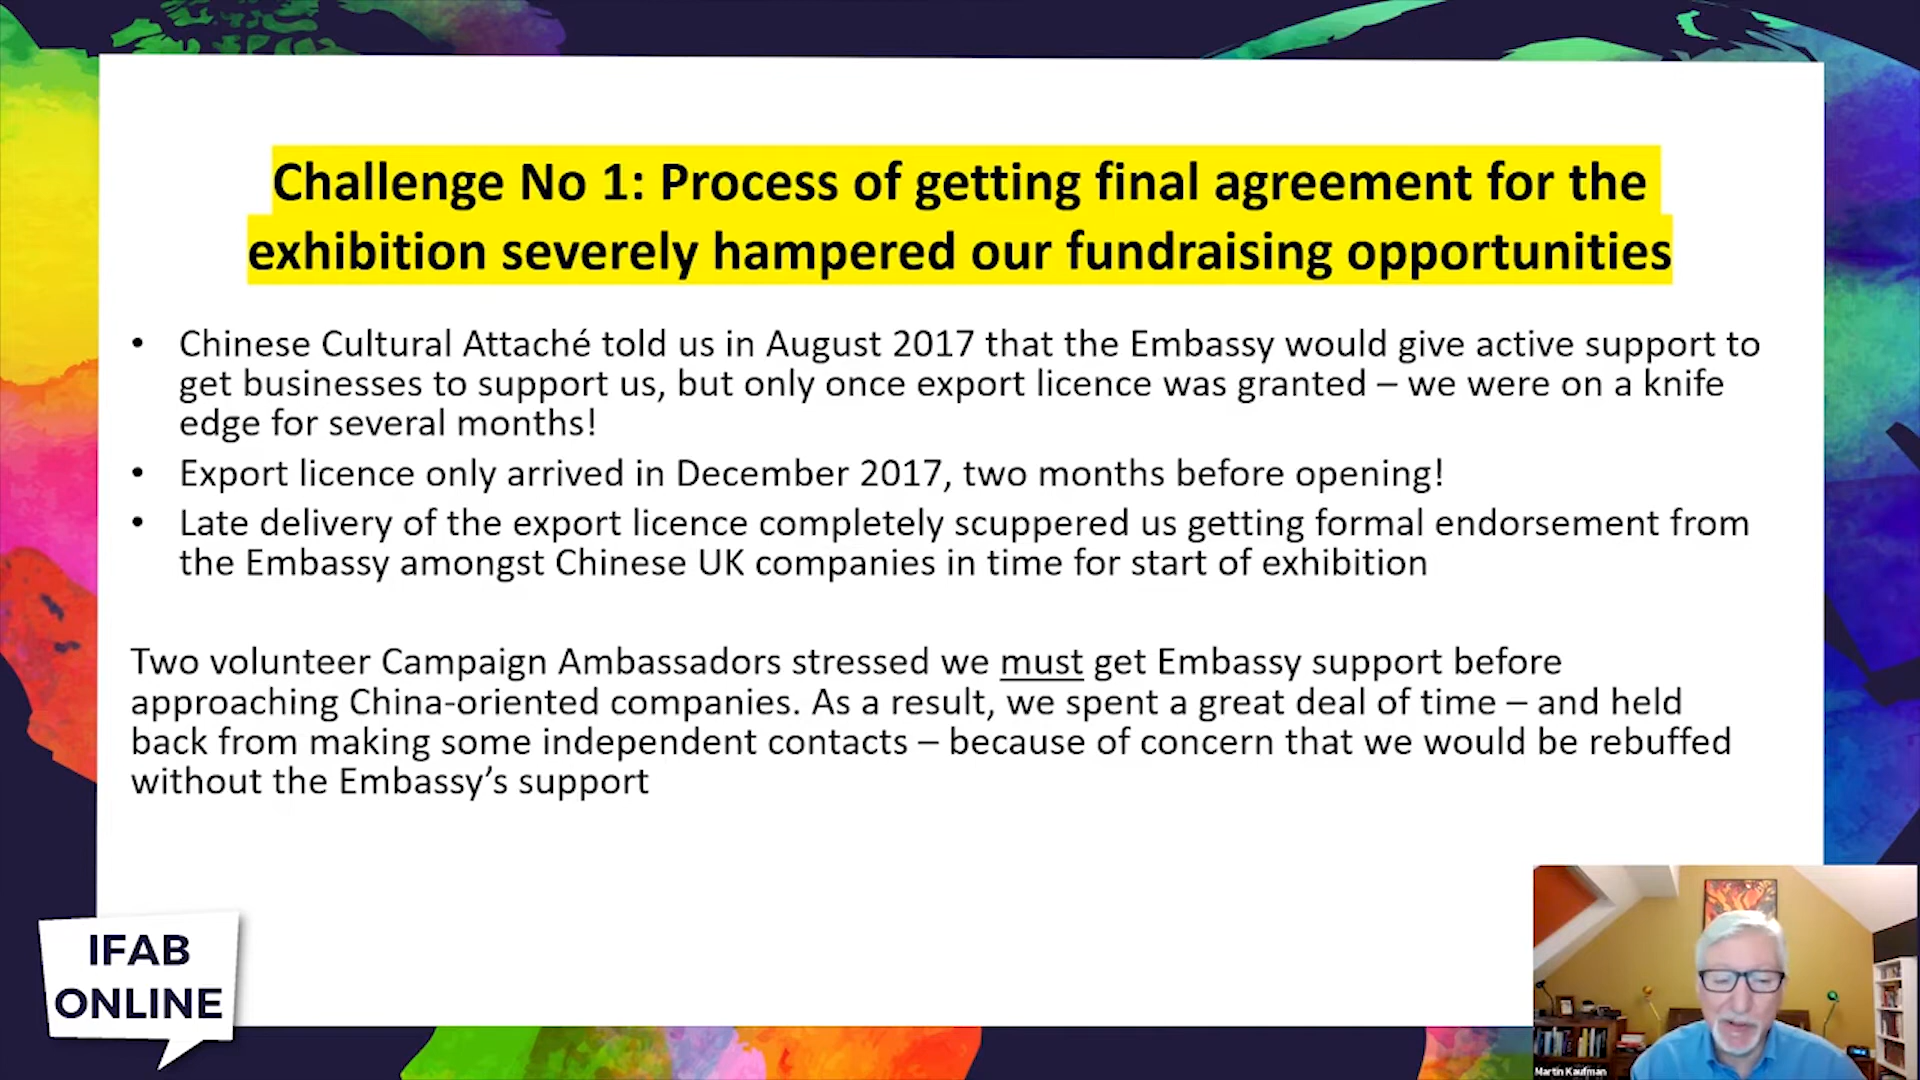 Challenge No 1: Process of getting final agreement for the
exhibition severely hampered our fundraising opportunities
• Chinese Cultural Attaché told us in August 2017 that the Embassy would give active support to
get businesses to support us, but only once export licence was granted – we were on a knife
edge for several months!
• Export licence only arrived in December 2017, two months before opening!
• Late delivery of the export licence completely scuppered us getting formal endorsement from
the Embassy amongst Chinese UK companies in time for start of exhibition
Two volunteer Campaign Ambassadors stressed we must get Embassy support before
approaching China-oriented companies. As a result, we spent a great deal of time – and held
back from making some independent contacts – because of concern that we would be rebuffed
without the Embassy’s support
IFAB
ONLINE
Martin Kaufman